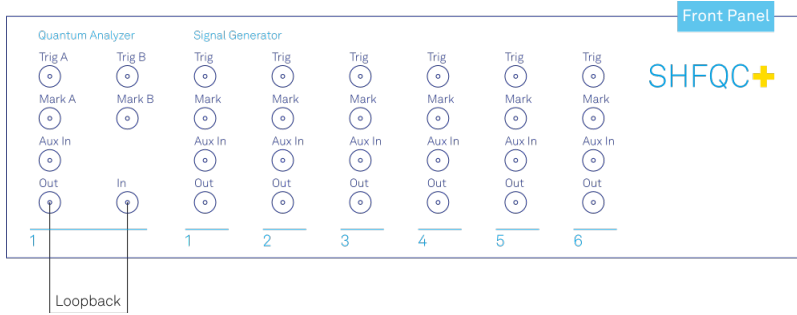 Front Panel
Quantum Analyzer Signal Generator
Trig A Trig B Trig Trig Trig Trig Trig Trig
SHFQC+
Mark A Mark B Mark Mark Mark Mark Mark Mark
Aux In Aux In Aux In Aux In Aux In Aux In Aux In
Out In Out Out Out Out Out Out
1 1 2 3 4 5 6
Loopback